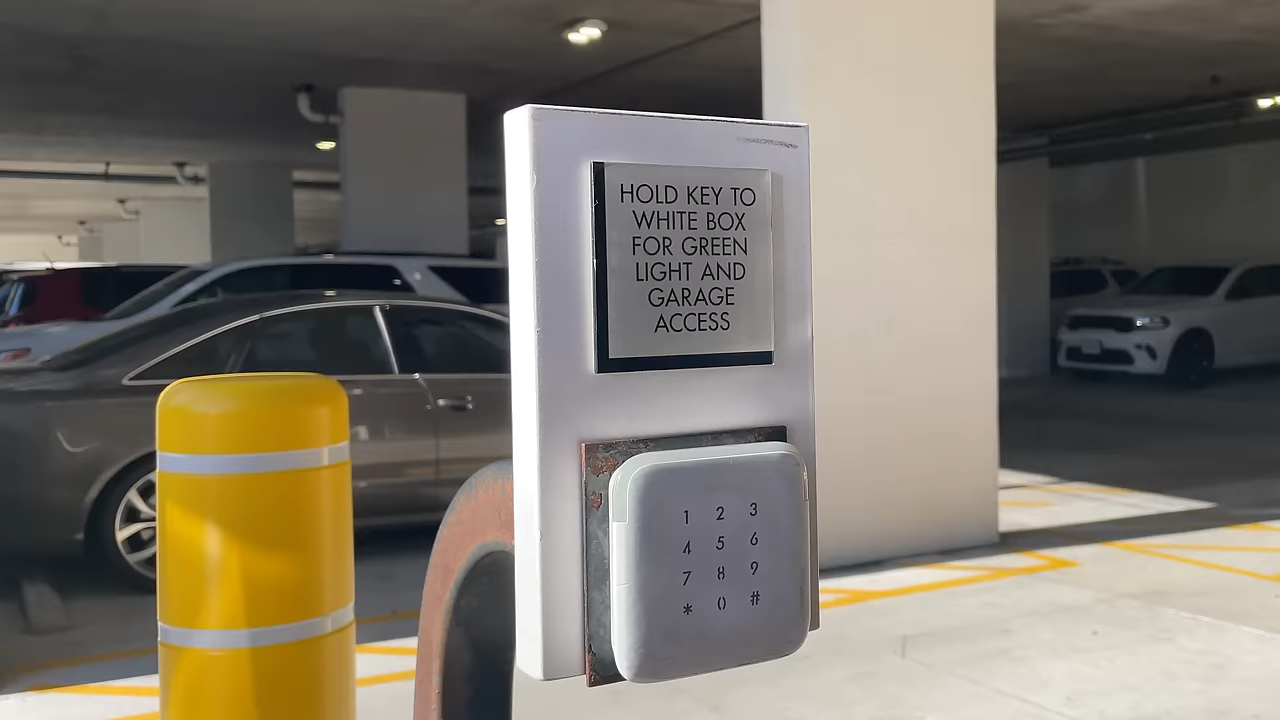 HOLD KEY TO
WHITE BOX
FOR GREEN
LIGHT AND
GARAGE
ACCESS
1 2 3
4 5 6
7 8 9
* 0 #